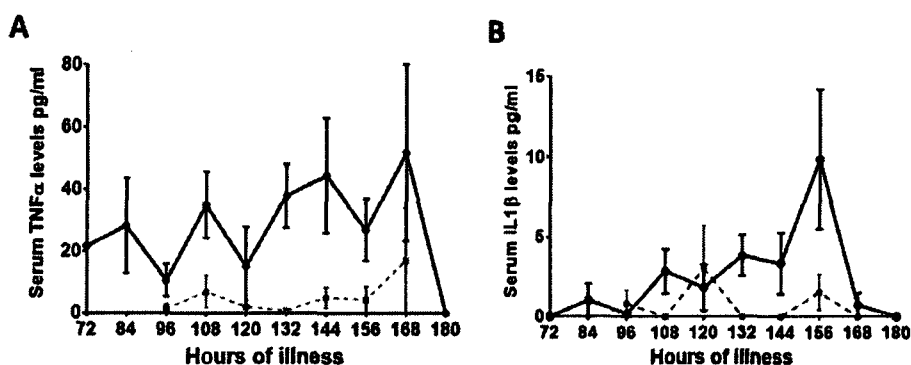 A
B
Serum TNFα levels pg/ml
80
60
40
20
0
72 84 96 108 120 132 144 156 168 180
Hours of illness
Serum IL1β levels pg/ml
15
10
5
0
72 84 96 108 120 132 144 156 168 180
Hours of illness